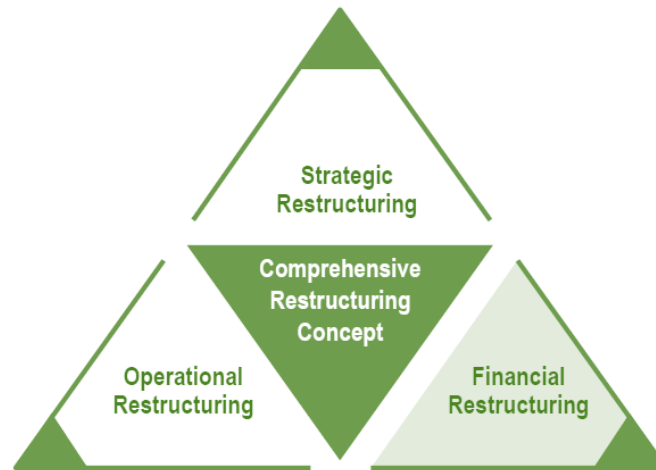 Strategic
Restructuring
Comprehensive
Restructuring
Concept
Operational
Restructuring
Financial
Restructuring